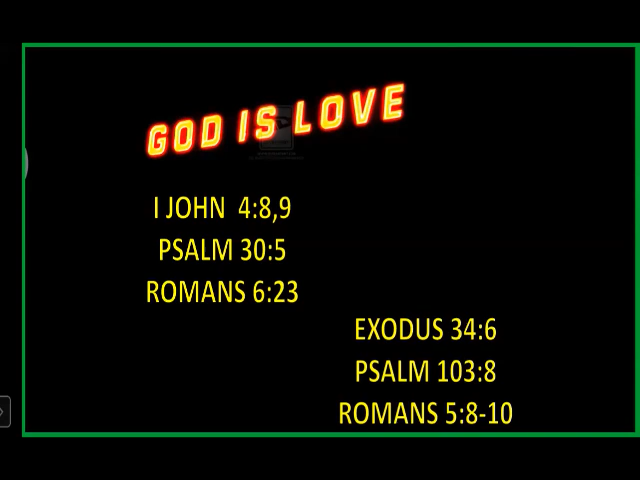 GOD IS LOVE
I JOHN 4:8,9
PSALM 30:5
ROMANS 6:23
EXODUS 34:6
PSALM 103:8
ROMANS 5:8-10